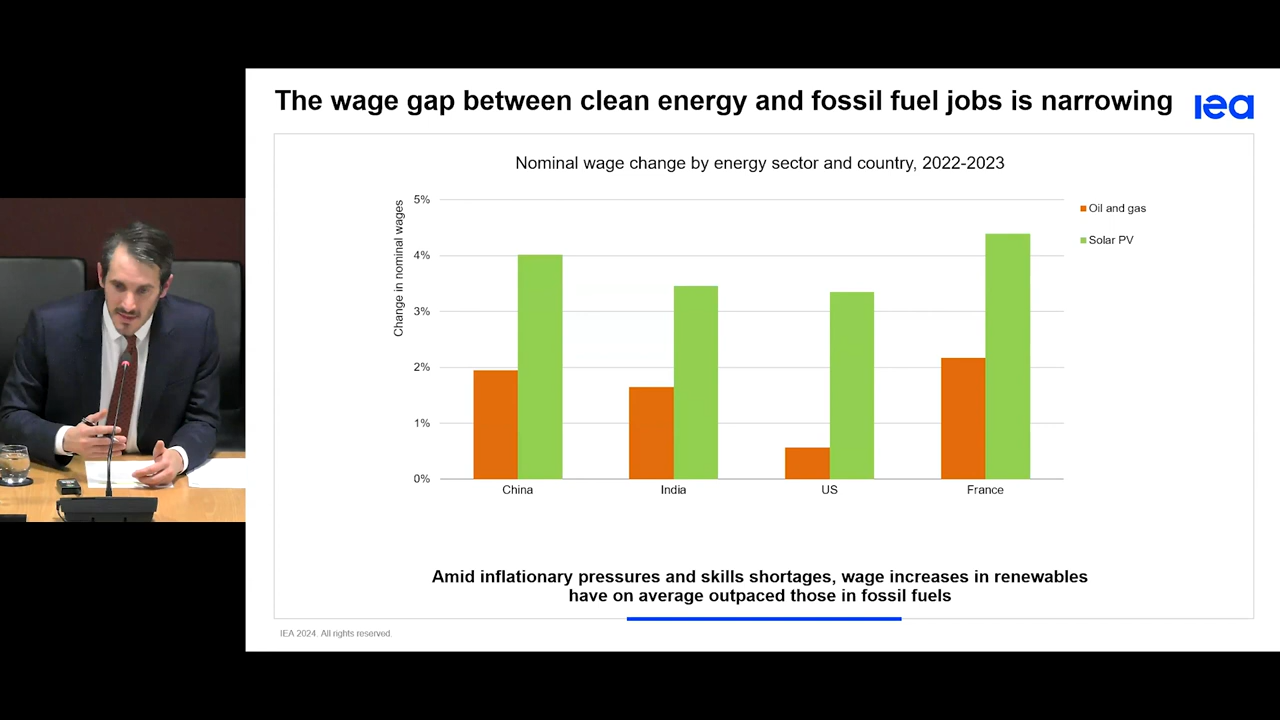 The wage gap between clean energy and fossil fuel jobs is narrowing
iea
Nominal wage change by energy sector and country, 2022-2023
Change in nominal wages
5%
4%
3%
2%
1%
0%
China
India
US
France
Oil and gas
Solar PV
Amid inflationary pressures and skills shortages, wage increases in renewables
have on average outpaced those in fossil fuels
IEA 2024. All rights reserved.